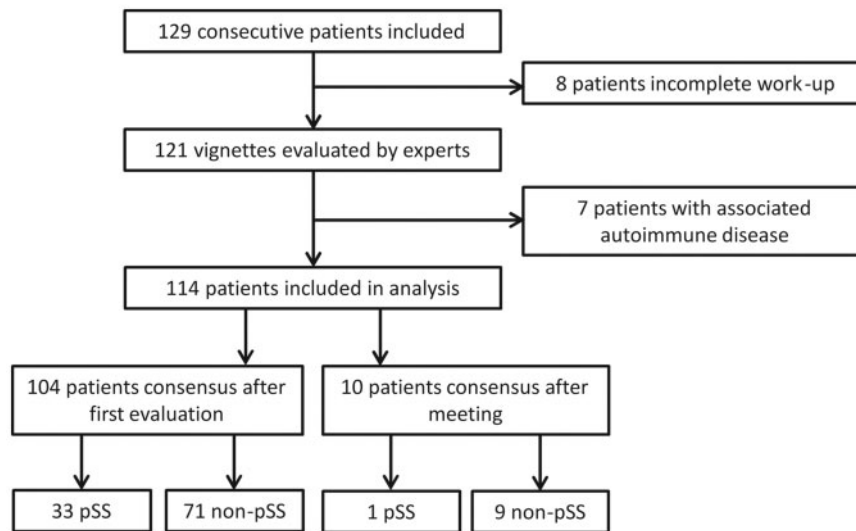 129 consecutive patients included
8 patients incomplete work-up
121 vignettes evaluated by experts
7 patients with associated
autoimmune disease
114 patients included in analysis
104 patients consensus after
first evaluation
10 patients consensus after
meeting
33 pSS
71 non-pSS
1 pSS
9 non-pSS